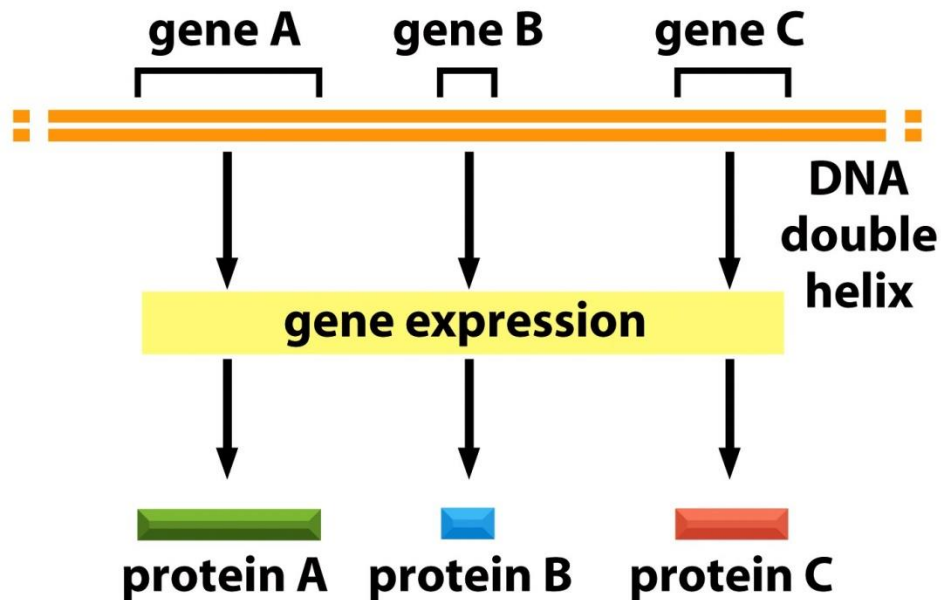 gene A
gene B
gene C
DNA
double
helix
gene expression
protein A
protein B
protein C